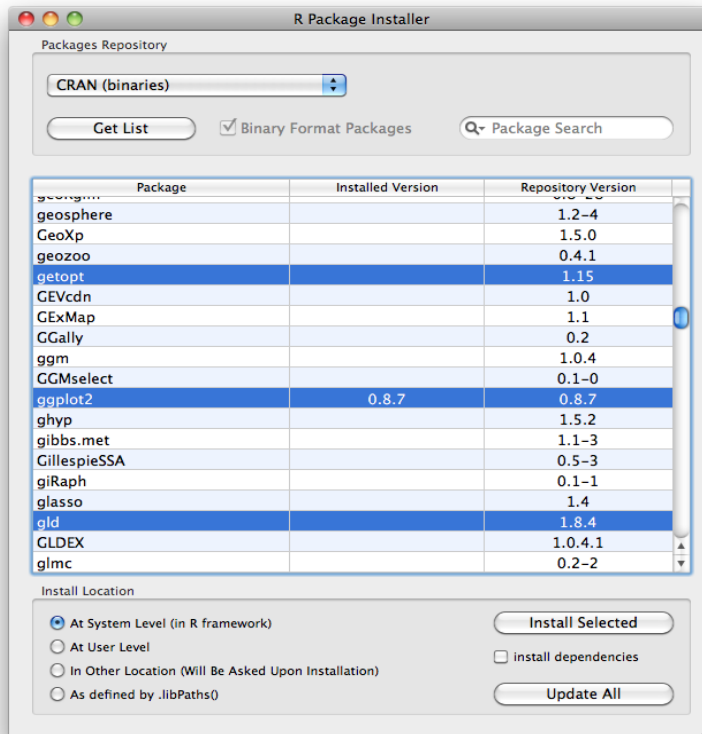 R Package Installer
Packages Repository
CRAN (binaries)
Get List
Binary Format Packages
Package Search
Package Installed Version Repository Version
geosphere 1.2-4
GeoXp 1.5.0
geozoo 0.4.1
getopt 1.15
GEVcdn 1.0
GExMap 1.1
GGally 0.2
ggm 1.0.4
GGMselect 0.1-0
ggplot2 0.8.7 0.8.7
ghyp 1.5.2
gibbs.met 1.1-3
GillespieSSA 0.5-3
giRaph 0.1-1
glasso 1.4
gld 1.8.4
GLDEX 1.0.4.1
glmc 0.2-2
Install Location
At System Level (in R framework)
At User Level
In Other Location (Will Be Asked Upon Installation)
As defined by .libPaths()
Install Selected
install dependencies
Update All